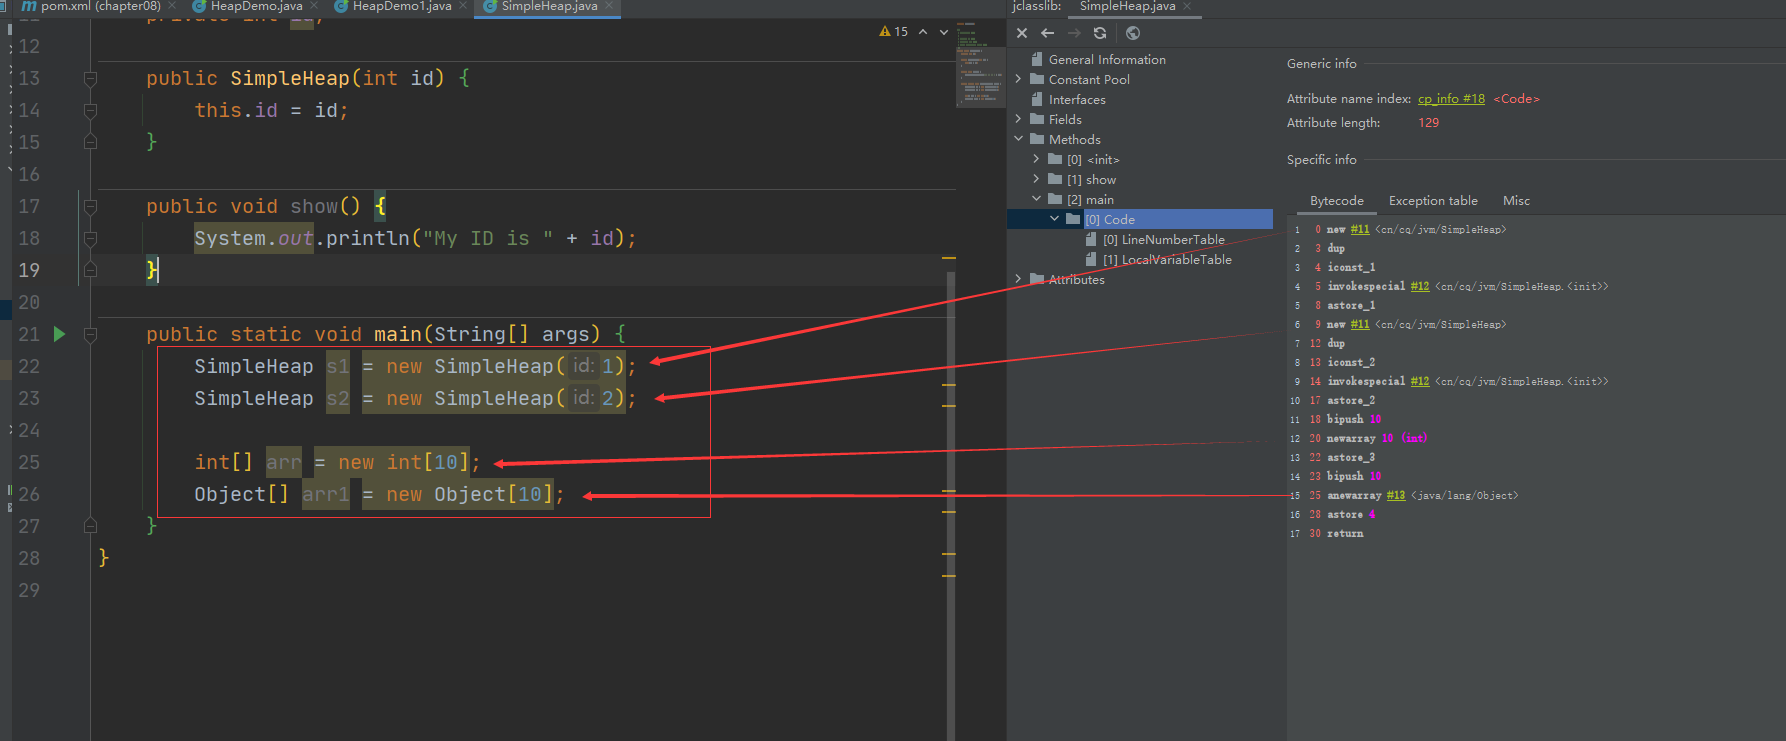 pom.xml (chapter08)
HeapDemo.java
HeapDemo1.java
SimpleHeap.java
jclasslib:
SimpleHeap.java
15
12
13 public SimpleHeap(int id) {
14 this.id = id;
15 }
16
17 public void show() {
18 System.out.println("My ID is " + id);
19 }
20
21 public static void main(String[] args) {
22 SimpleHeap s1 = new SimpleHeap( id: 1);
23 SimpleHeap s2 = new SimpleHeap( id: 2);
24
25 int[] arr = new int[10];
26 Object[] arr1 = new Object[10];
27 }
28 }
29
General Information
Constant Pool
Interfaces
Fields
Methods
[0] <init>
[1] show
[2] main
[0] Code
[0] LineNumberTable
[1] LocalVariableTable
Attributes
Generic info
Attribute name index: cp_info #18 <Code>
Attribute length: 129
Specific info
Bytecode Exception table Misc
1 0 new #11 <cn/cq/jvm/SimpleHeap>
2 3 dup
3 4 iconst_1
4 5 invokespecial #12 <cn/cq/jvm/SimpleHeap.<init>>
5 8 astore_1
6 9 new #11 <cn/cq/jvm/SimpleHeap>
7 12 dup
8 13 iconst_2
9 14 invokespecial #12 <cn/cq/jvm/SimpleHeap.<init>>
10 17 astore_2
11 18 bipush 10
12 20 newarray 10 (int)
13 22 astore_3
14 23 bipush 10
15 25 anewarray #13 <java/lang/Object>
16 28 astore 4
17 30 return